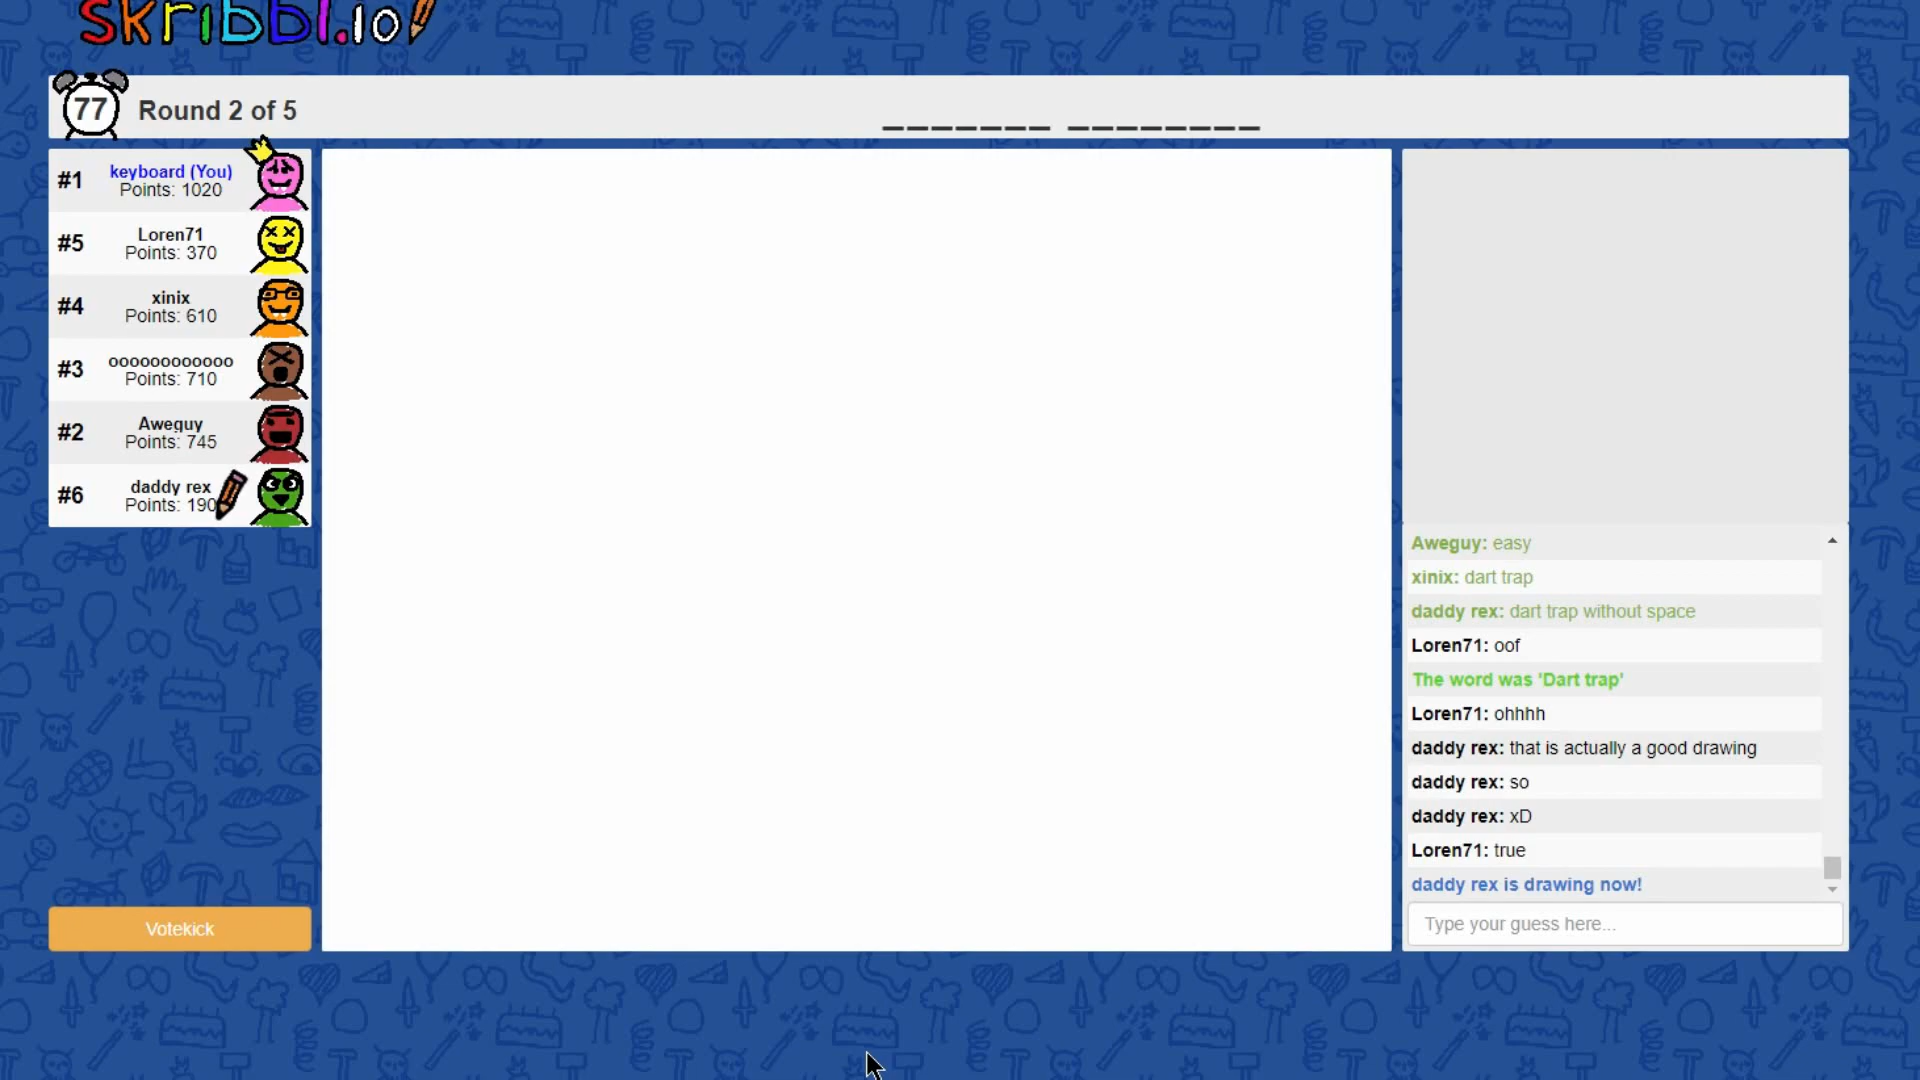 skribbl.io
77
Round 2 of 5
_______ ________
#1
keyboard (You)
Points: 1020
#5
Loren71
Points: 370
#4
xinix
Points: 610
#3
oooooooooooo
Points: 710
#2
Aweguy
Points: 745
#6
daddy rex
Points: 190
Votekick
Aweguy: easy
xinix: dart trap
daddy rex: dart trap without space
Loren71: oof
The word was 'Dart trap'
Loren71: ohhhh
daddy rex: that is actually a good drawing
daddy rex: so
daddy rex: xD
Loren71: true
daddy rex is drawing now!
Type your guess here...